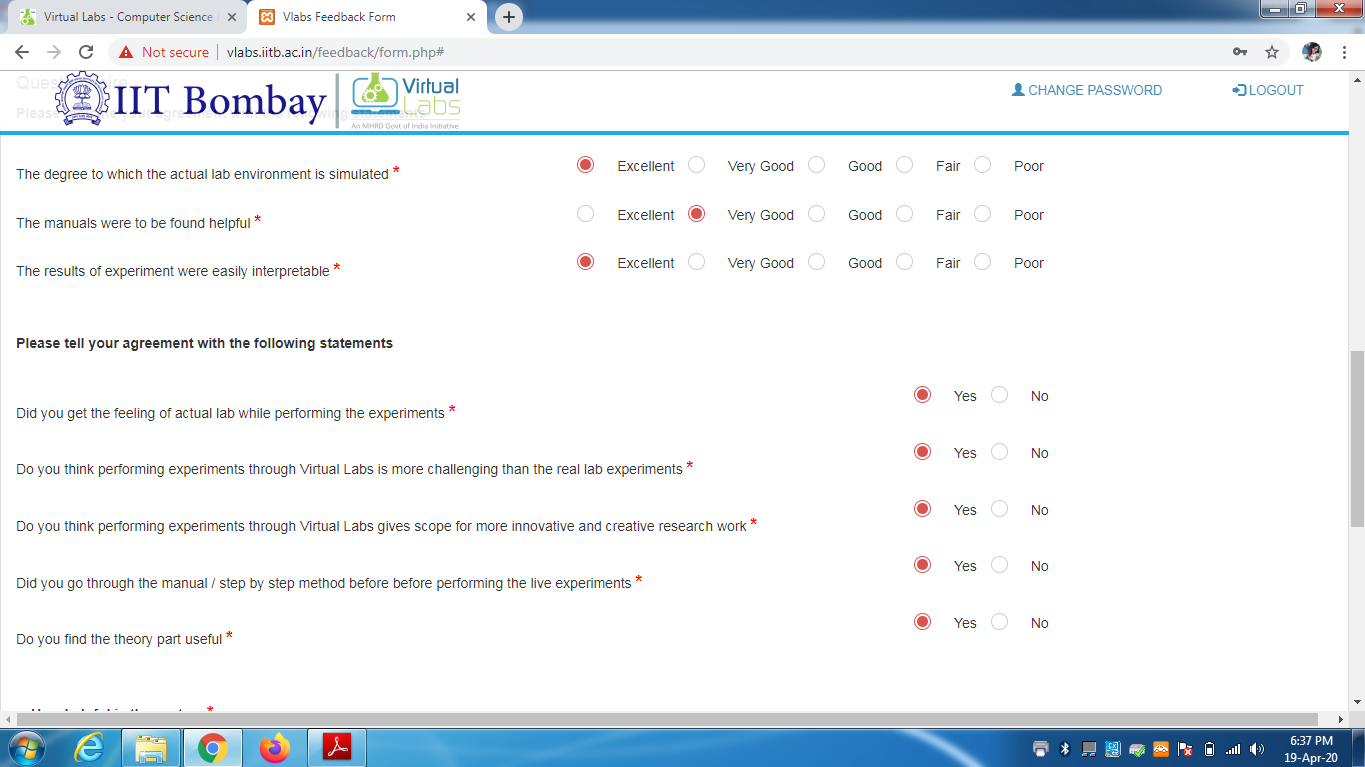 Virtual Labs - Computer Science
Vlabs Feedback Form
Not secure
vlabs.iitb.ac.in/feedback/form.php#
IIT Bombay
Virtual
Labs
An MHRD Govt of India Initiative
CHANGE PASSWORD
LOGOUT
The degree to which the actual lab environment is simulated * Excellent Very Good Good Fair Poor
The manuals were to be found helpful * Excellent Very Good Good Fair Poor
The results of experiment were easily interpretable * Excellent Very Good Good Fair Poor
Please tell your agreement with the following statements
Did you get the feeling of actual lab while performing the experiments * Yes No
Do you think performing experiments through Virtual Labs is more challenging than the real lab experiments * Yes No
Do you think performing experiments through Virtual Labs gives scope for more innovative and creative research work * Yes No
Did you go through the manual / step by step method before before performing the live experiments * Yes No
Do you find the theory part useful * Yes No
6:37 PM
19-Apr-20